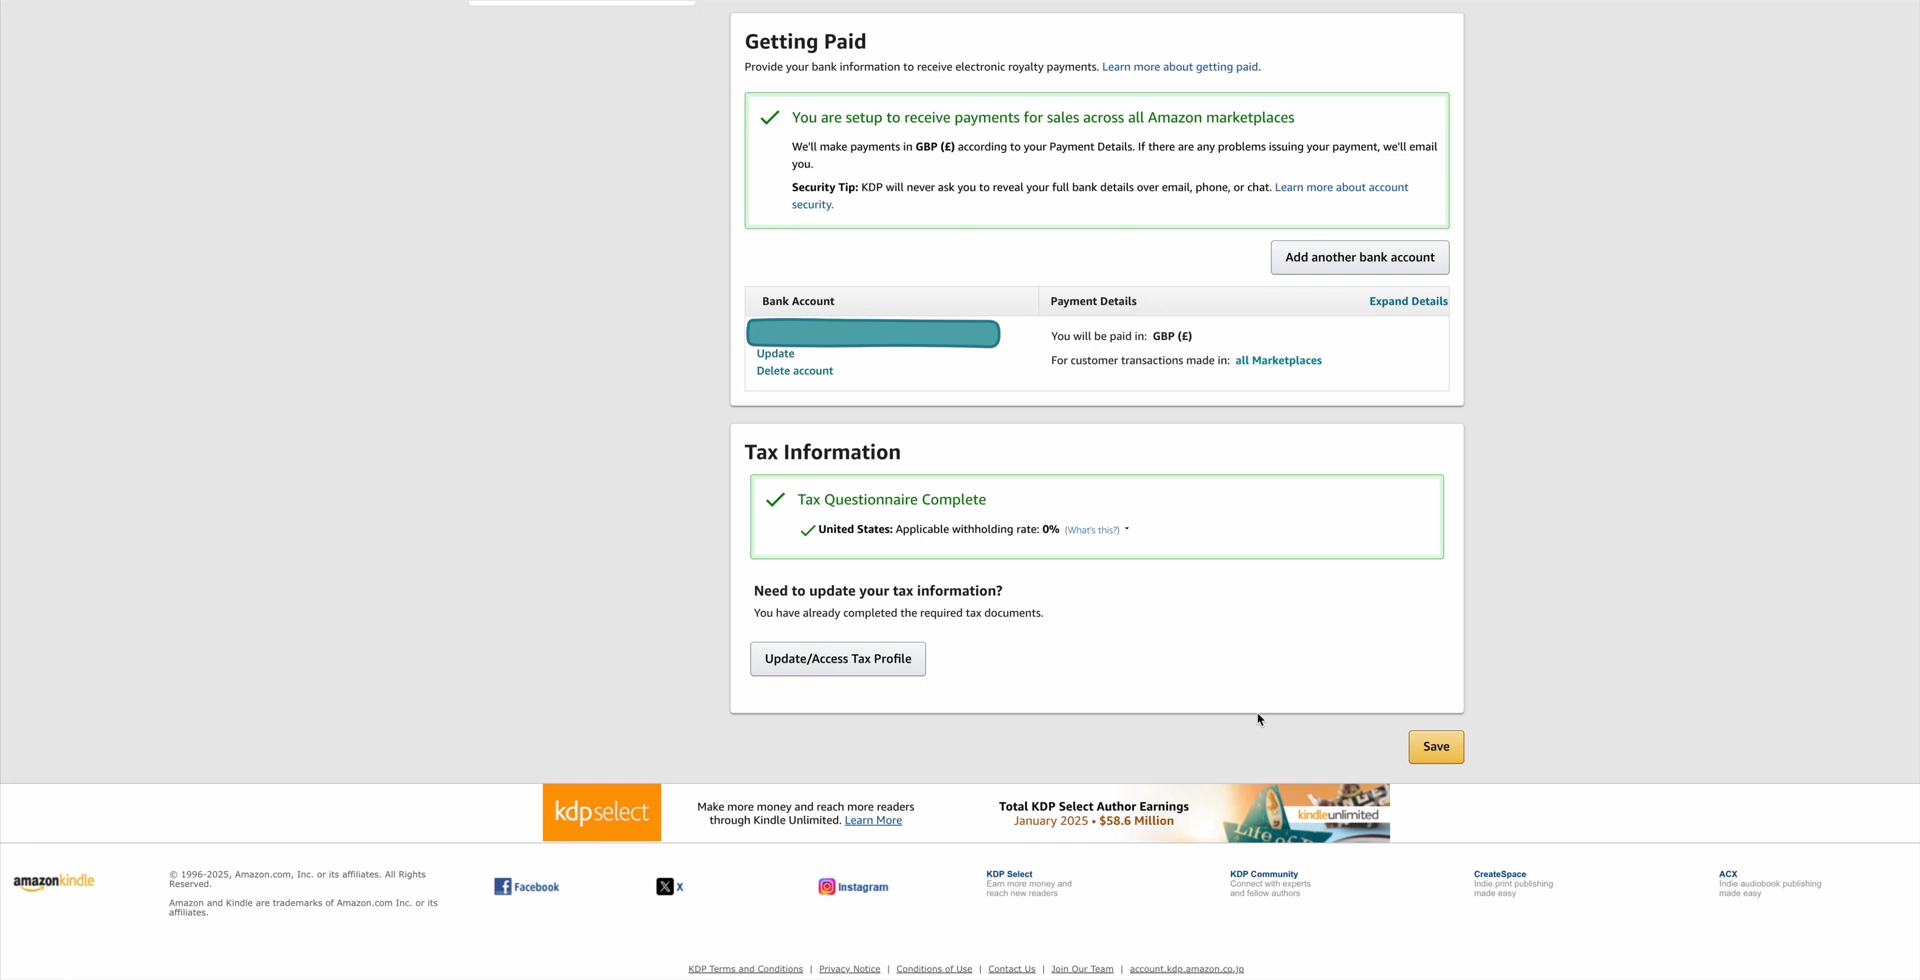 Getting Paid
Provide your bank information to receive electronic royalty payments. Learn more about getting paid.
You are setup to receive payments for sales across all Amazon marketplaces
We'll make payments in GBP (£) according to your Payment Details. If there are any problems issuing your payment, we'll email
you.
Security Tip: KDP will never ask you to reveal your full bank details over email, phone, or chat. Learn more about account
security.
Add another bank account
Bank Account
Payment Details
Expand Details
You will be paid in: GBP (£)
Update
For customer transactions made in: all Marketplaces
Delete account
Tax Information
Tax Questionnaire Complete
United States: Applicable withholding rate: 0% (What's this?)
Need to update your tax information?
You have already completed the required tax documents.
Update/Access Tax Profile
Save
kdpselect
Make more money and reach more readers
through Kindle Unlimited. Learn More
Total KDP Select Author Earnings
January 2025 • $58.6 Million
Life of
kindleunlimited
amazonkindle
© 1996-2025, Amazon.com, Inc. or its affiliates. All Rights
Reserved.
Amazon and Kindle are trademarks of Amazon.com Inc. or its
affiliates.
Facebook
X
Instagram
KDP Select
Earn more money and
reach new readers
KDP Community
Connect with experts
and fellow authors
CreateSpace
Indie print publishing
made easy
ACX
Indie audiobook publishing
made easy
KDP Terms and Conditions | Privacy Notice | Conditions of Use | Contact Us | Join Our Team | account.kdp.amazon.co.jp